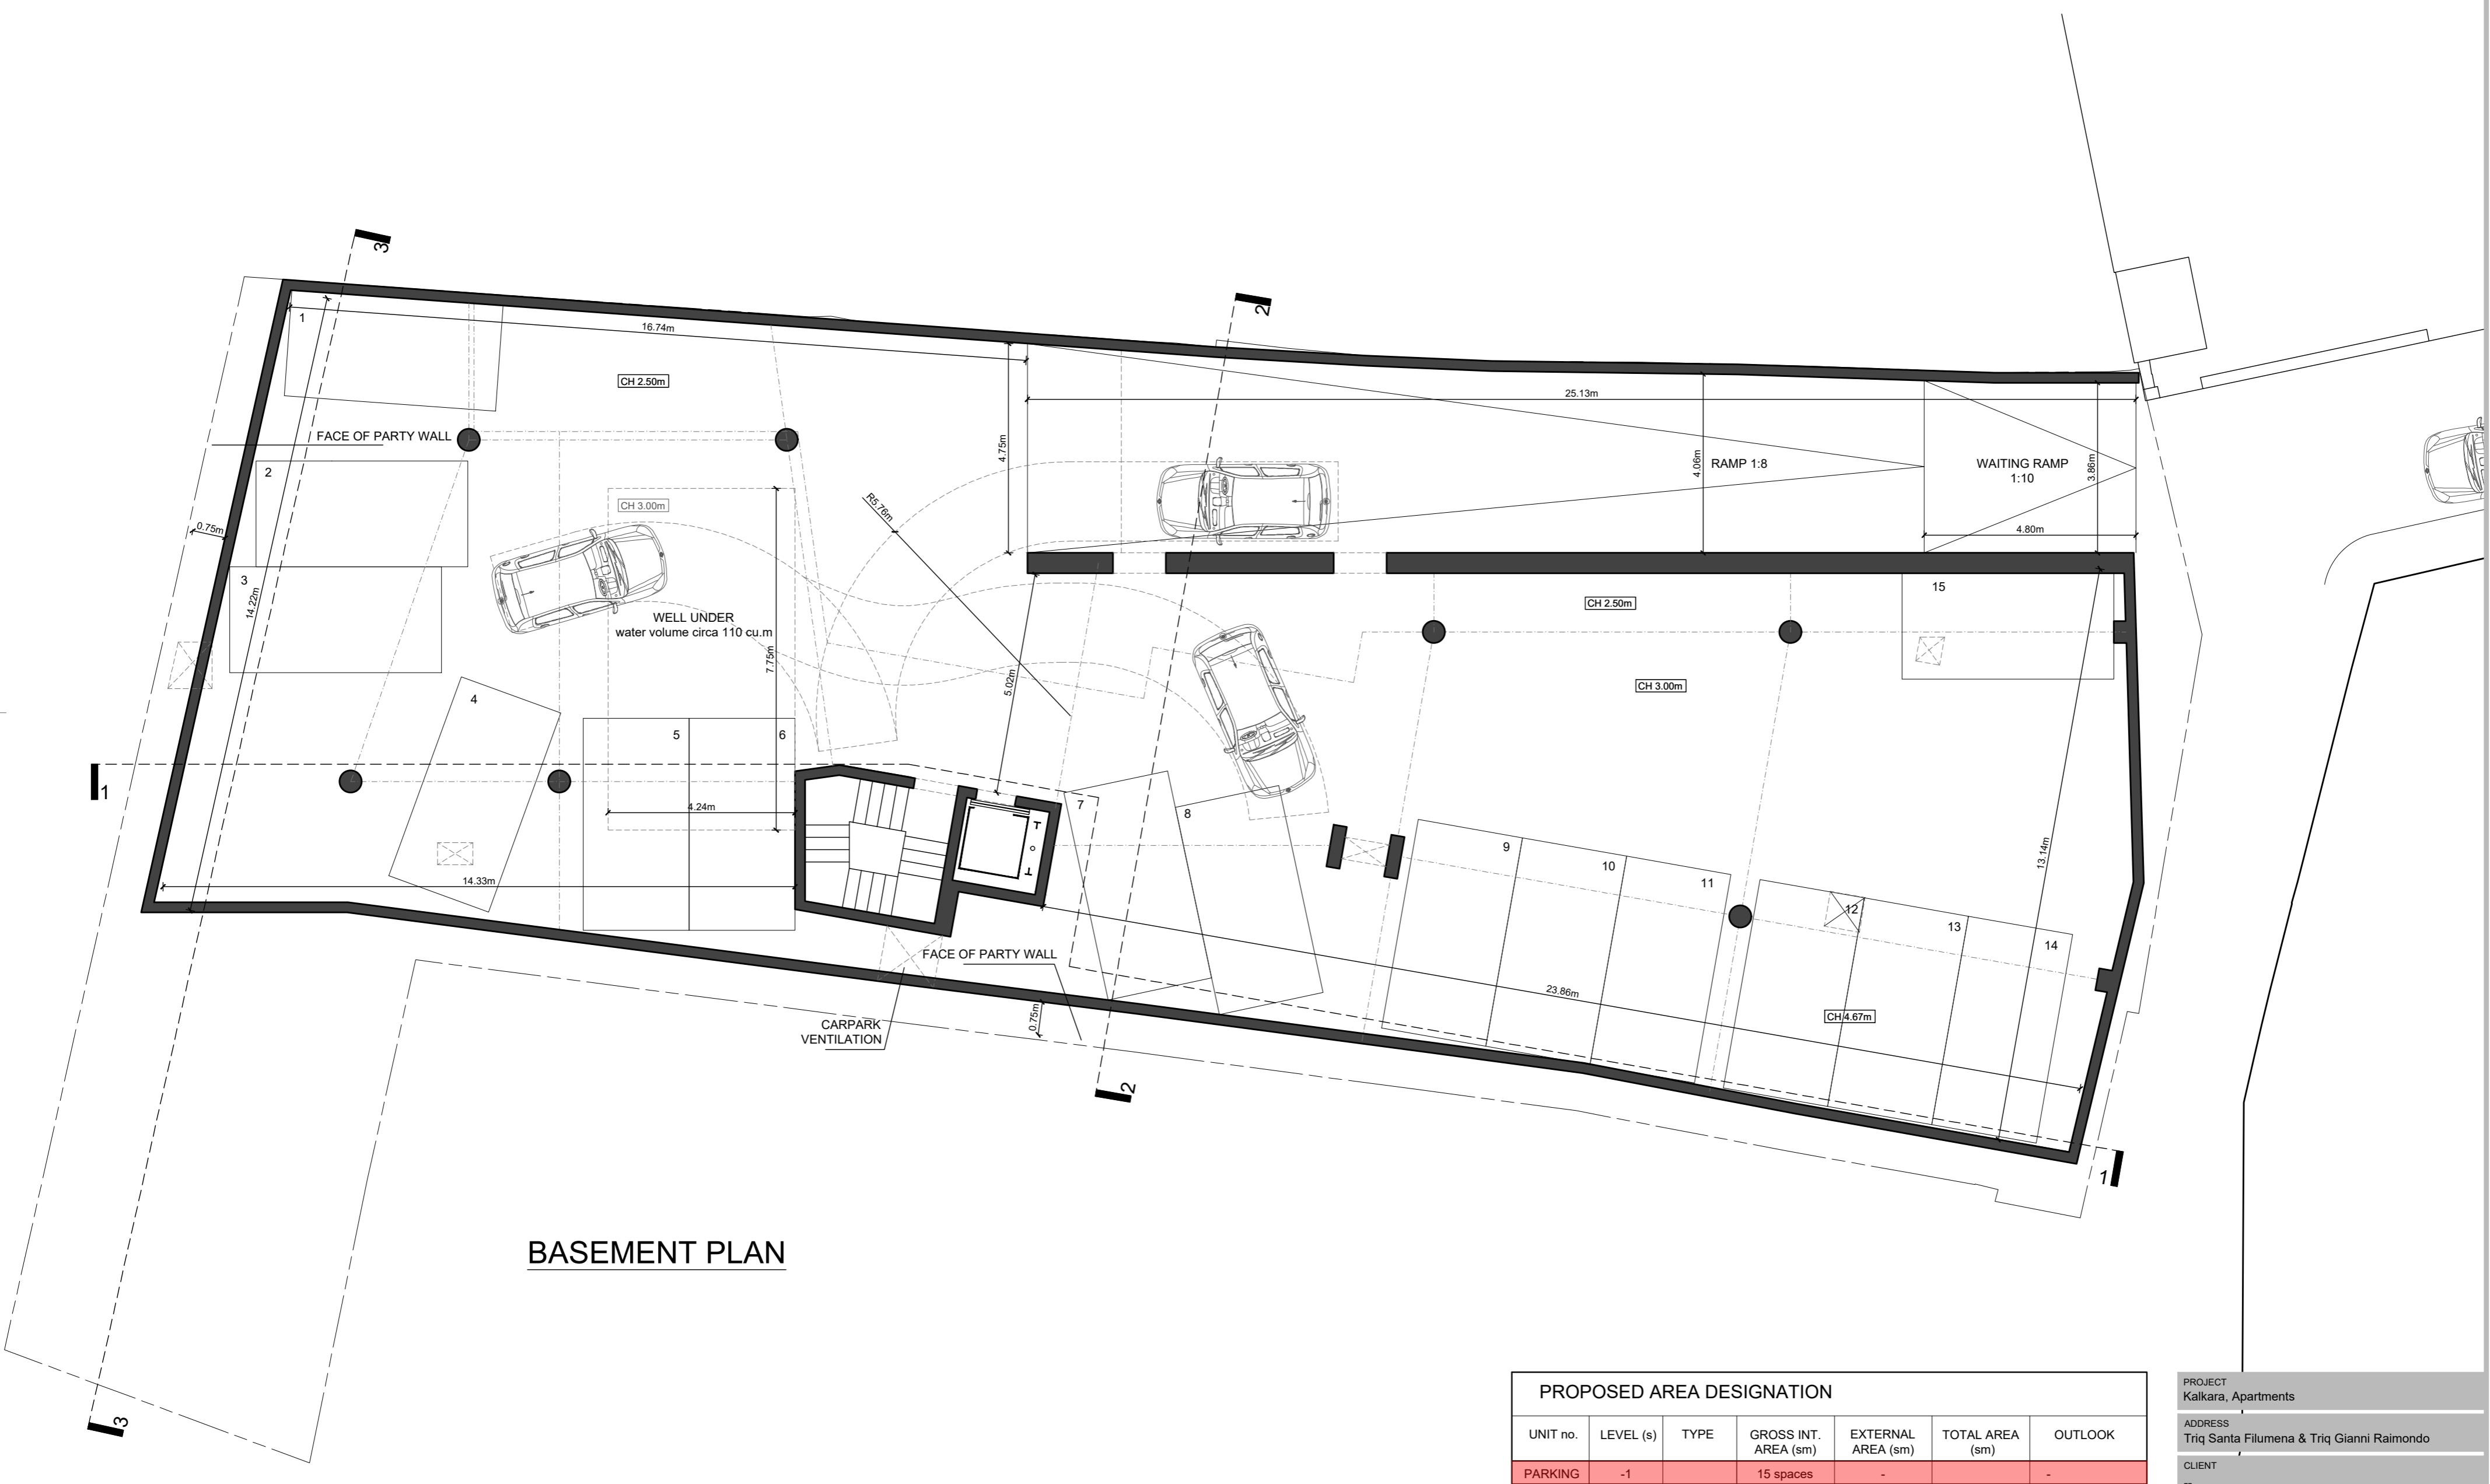 3
2
1
16.74m
CH 2.50m
25.13m
FACE OF PARTY WALL
4.75m
4.06m
RAMP 1:8
WAITING RAMP
1:10
3.86m
2
CH 3.00m
R5.76m
0.75m
4.80m
3
14.22m
WELL UNDER
water volume circa 110 cu.m
7.75m
5.02m
CH 2.50m
15
CH 3.00m
4
5
6
1
4.24m
7
8
9
10
11
12
13
14
13.14m
14.33m
FACE OF PARTY WALL
23.86m
CH 4.67m
CARPARK
VENTILATION
0.75m
2
1
BASEMENT PLAN
3
PROPOSED AREA DESIGNATION
UNIT no. LEVEL (s) TYPE GROSS INT. AREA (sm) EXTERNAL AREA (sm) TOTAL AREA (sm) OUTLOOK
PARKING -1 15 spaces - -
PROJECT
Kalkara, Apartments
ADDRESS
Triq Santa Filumena & Triq Gianni Raimondo
CLIENT